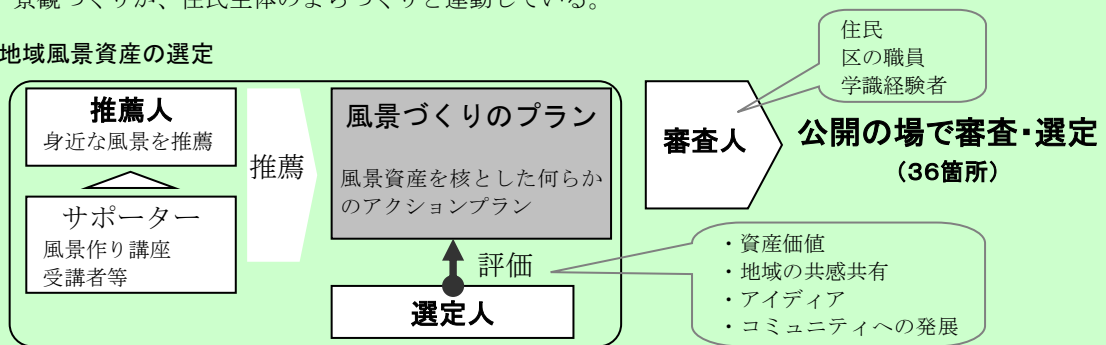 景観づくりが、住民主体のまちづくりと連動している。
地域風景資産の選定
推薦人
身近な風景を推薦
サポーター
風景作り講座
受講者等
推薦
風景づくりのプラン
風景資産を核とした何らか
のアクションプラン
評価
選定人
・資産価値
・地域の共感共有
・アイディア
・コミュニティへの発展
審査人
住民
区の職員
学識経験者
公開の場で審査・選定
(36箇所)